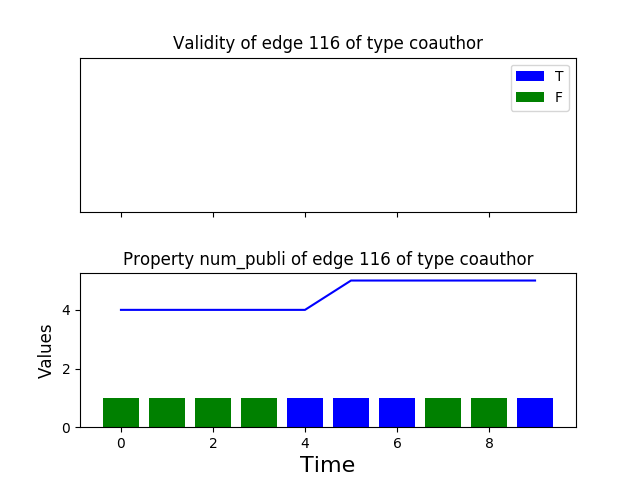 Validity of edge 116 of type coauthor
T
F
Property num_publi of edge 116 of type coauthor
4
2
0
Values
0 2 4 6 8
Time